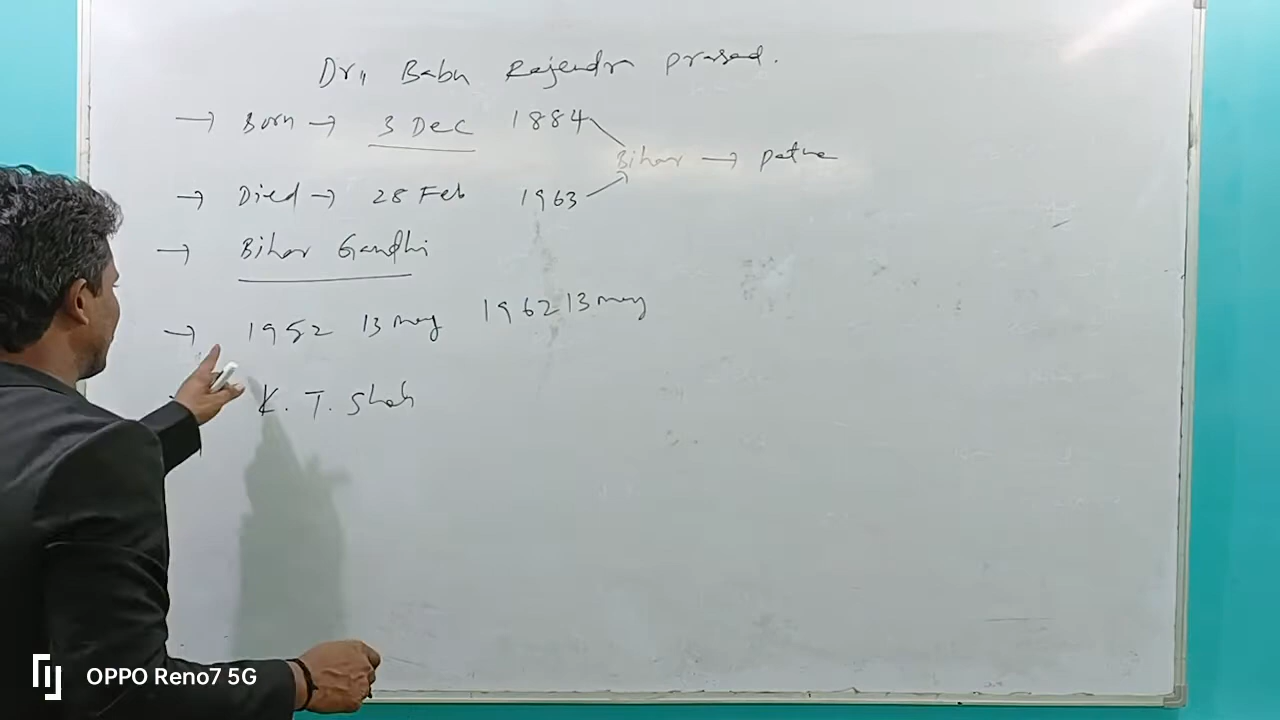 Dr,, Babu Rajendra prasad.
→ Born → 3 Dec 1884
Bihar → patna
→ Died → 28 Feb 1963
→ Bihar Gandhi
→ 1952 13 may 1962 13 may
K. T. Shah
OPPO Reno7 5G